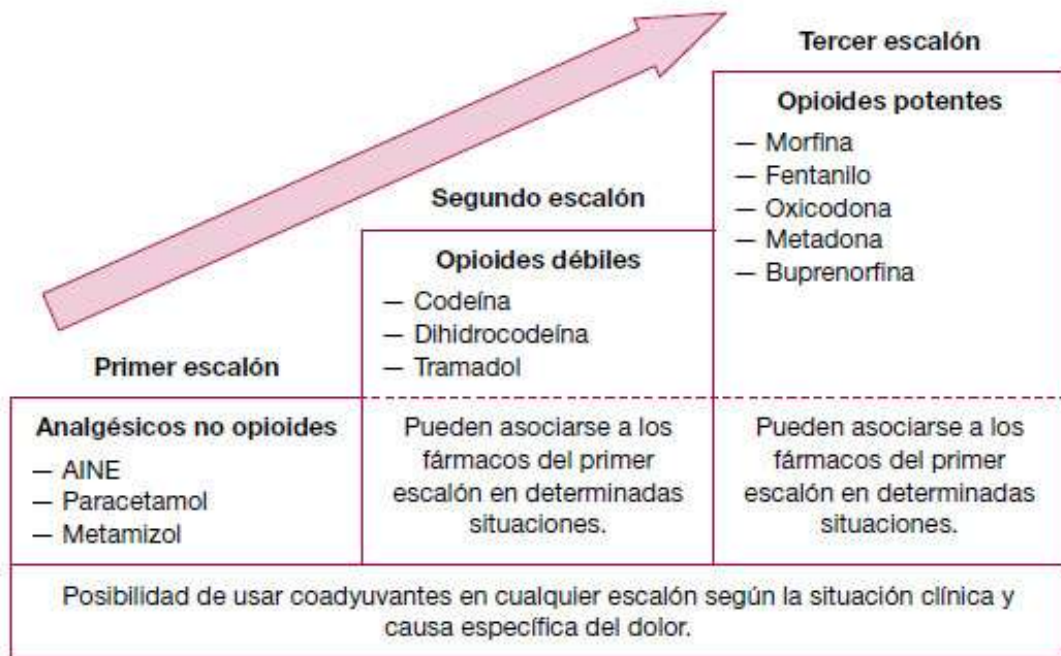 Tercer escalón
Opioides potentes
— Morfina
— Fentanilo
— Oxicodona
— Metadona
— Buprenorfina
Segundo escalón
Opioides débiles
— Codeína
— Dihidrocodeína
— Tramadol
Primer escalón
Analgésicos no opioides
— AINE
— Paracetamol
— Metamizol
Pueden asociarse a los
fármacos del primer
escalón en determinadas
situaciones.
Pueden asociarse a los
fármacos del primer
escalón en determinadas
situaciones.
Posibilidad de usar coadyuvantes en cualquier escalón según la situación clínica y
causa específica del dolor.